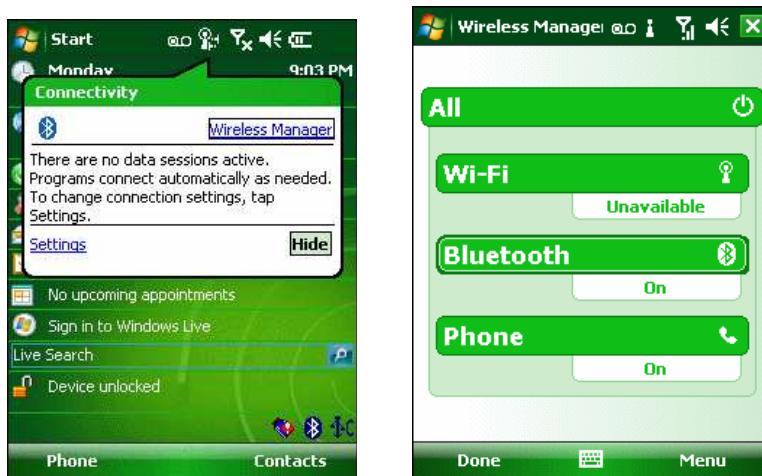 Start
Monday 9:03 PM
Connectivity
Wireless Manager
There are no data sessions active.
Programs connect automatically as needed.
To change connection settings, tap
Settings.
Settings Hide
No upcoming appointments
Sign in to Windows Live
Live Search
Device unlocked
Phone Contacts
Wireless Manager
All
Wi-Fi
Unavailable
Bluetooth
On
Phone
On
Done Menu